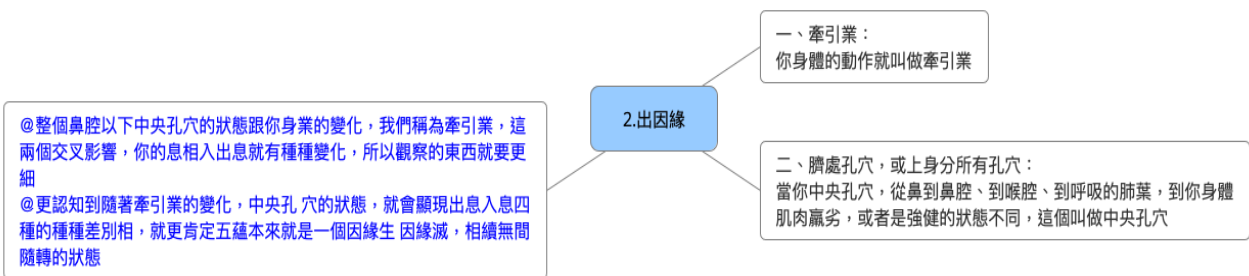 2.出因緣
一、牽引業：
你身體的動作就叫做牽引業
二、臍處孔穴，或上身分所有孔穴：
當你中央孔穴，從鼻到鼻腔、到喉腔、到呼吸的肺葉，到你身體
肌肉羸劣，或者是強健的狀態不同，這個叫做中央孔穴
@整個鼻腔以下中央孔穴的狀態跟你身業的變化，我們稱為牽引業，這
兩個交叉影響，你的息相入出息就有種種變化，所以觀察的東西就要更
細
@更認知到隨著牽引業的變化，中央孔 穴的狀態，就會顯現出息入息四
種的種種差別相，就更肯定五蘊本來就是一個因緣生 因緣滅，相續無間
隨轉的狀態